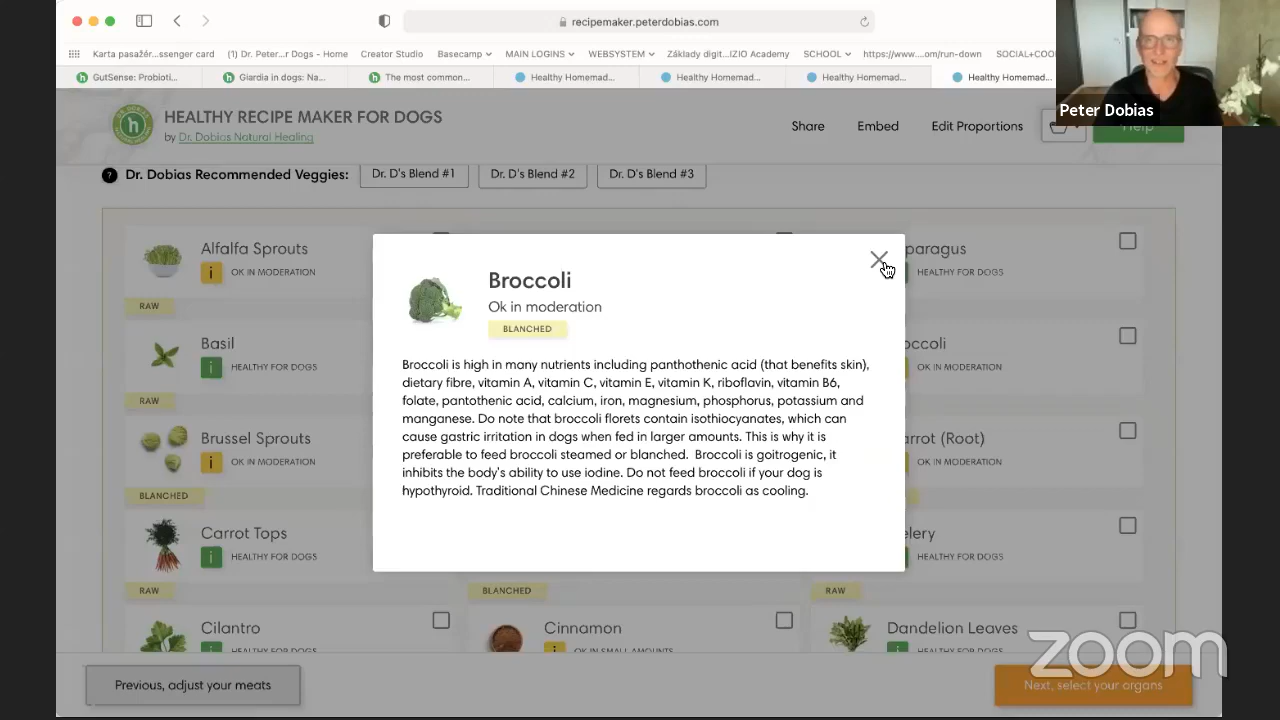 recipemaker.peterdobias.com
Karta pasažér...ssenger card
(1) Dr. Peter...r Dogs - Home
Creator Studio
Basecamp
MAIN LOGINS
WEBSYSTEM
Základy digit...IZIO Academy
SCHOOL
https://www....om/run-down
SOCIAL+COO
GutSense: Probioti...
Giardia in dogs: Na...
The most common...
Healthy Homemad...
Healthy Homemad...
Healthy Homemad...
Healthy Homemad...
Peter Dobias
HEALTHY RECIPE MAKER FOR DOGS
by Dr. Dobias Natural Healing
Share
Embed
Edit Proportions
Help
Dr. Dobias Recommended Veggies:
Dr. D's Blend #1
Dr. D's Blend #2
Dr. D's Blend #3
Alfalfa Sprouts
OK IN MODERATION
RAW
paragus
HEALTHY FOR DOGS
Basil
HEALTHY FOR DOGS
RAW
occoli
OK IN MODERATION
Brussel Sprouts
OK IN MODERATION
BLANCHED
arrot (Root)
OK IN MODERATION
Carrot Tops
HEALTHY FOR DOGS
RAW
BLANCHED
elery
HEALTHY FOR DOGS
RAW
Broccoli
Ok in moderation
BLANCHED
Broccoli is high in many nutrients including panthothenic acid (that benefits skin),
dietary fibre, vitamin A, vitamin C, vitamin E, vitamin K, riboflavin, vitamin B6,
folate, pantothenic acid, calcium, iron, magnesium, phosphorus, potassium and
manganese. Do note that broccoli florets contain isothiocyanates, which can
cause gastric irritation in dogs when fed in larger amounts. This is why it is
preferable to feed broccoli steamed or blanched.  Broccoli is goitrogenic, it
inhibits the body's ability to use iodine. Do not feed broccoli if your dog is
hypothyroid. Traditional Chinese Medicine regards broccoli as cooling.
Cilantro
HEALTHY FOR DOGS
Cinnamon
OK IN SMALL AMOUNTS
Dandelion Leaves
HEALTHY FOR DOGS
Previous, adjust your meats
Next, select your organs
zoom